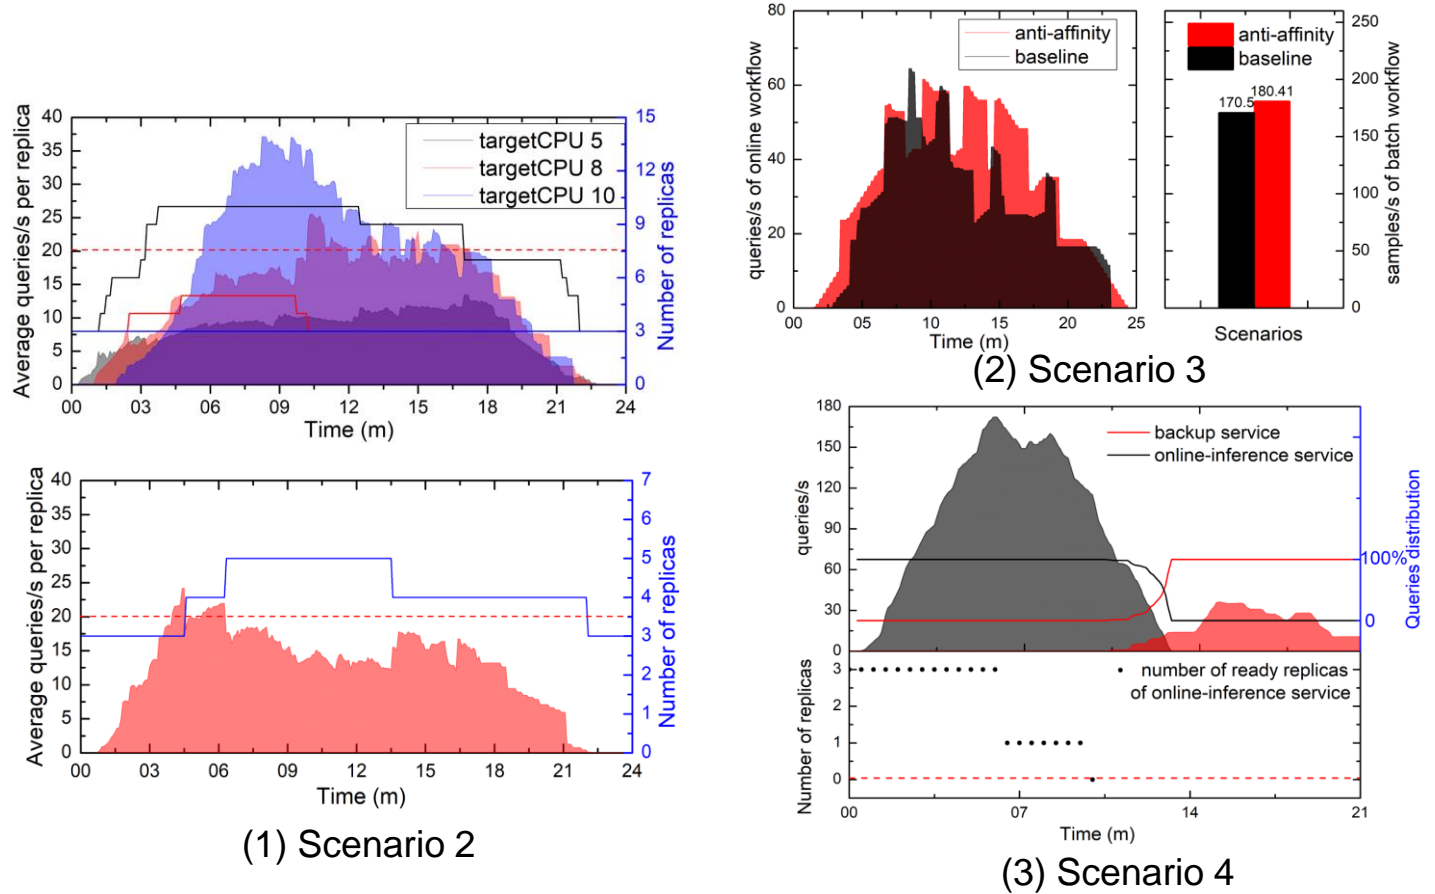 40
35
30
25
20
15
10
5
0
Average queries/s per replica
targetCPU 5
targetCPU 8
targetCPU 10
15
12
9
6
3
0
Number of replicas
00 03 06 09 12 15 18 21 24
Time (m)
40
35
30
25
20
15
10
5
0
Average queries/s per replica
7
6
5
4
3
2
1
0
Number of replicas
00 03 06 09 12 15 18 21 24
Time (m)
(1) Scenario 2
80
60
40
20
0
queries/s of online workflow
anti-affinity
baseline
00 05 10 15 20 25
Time (m)
anti-affinity
baseline
170.5
180.41
250
200
150
100
50
0
samples/s of batch workflow
Scenarios
(2) Scenario 3
180
150
120
90
60
30
0
queries/s
backup service
online-inference service
100%
0
Queries distribution
3
2
1
0
Number of replicas
number of ready replicas
of online-inference service
00 07 14 21
Time (m)
(3) Scenario 4